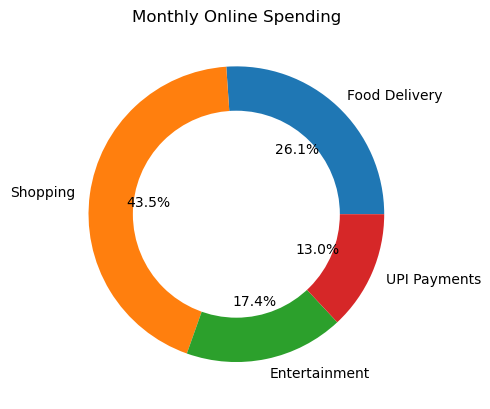 Monthly Online Spending
Food Delivery
26.1%
Shopping
43.5%
13.0%
UPI Payments
17.4%
Entertainment